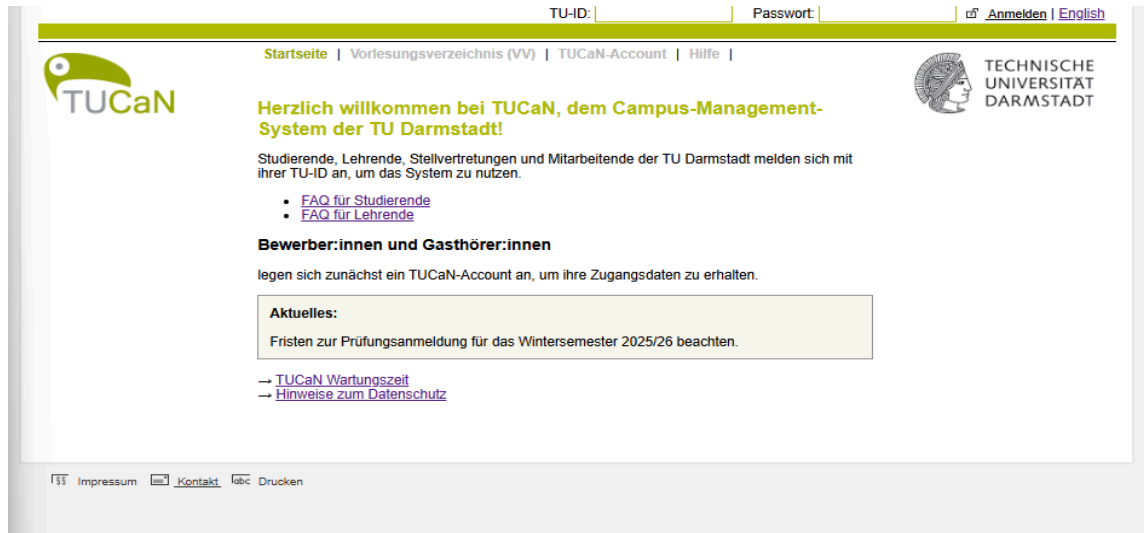 TU-ID: Passwort: Anmelden | English
Startseite | Vorlesungsverzeichnis (VV) | TUCaN-Account | Hilfe |
TUCaN
TECHNISCHE
UNIVERSITÄT
DARMSTADT
Herzlich willkommen bei TUCaN, dem Campus-Management-
System der TU Darmstadt!
Studierende, Lehrende, Stellvertretungen und Mitarbeitende der TU Darmstadt melden sich mit
ihrer TU-ID an, um das System zu nutzen.
FAQ für Studierende
FAQ für Lehrende
Bewerber:innen und Gasthörer:innen
legen sich zunächst ein TUCaN-Account an, um ihre Zugangsdaten zu erhalten.
Aktuelles:
Fristen zur Prüfungsanmeldung für das Wintersemester 2025/26 beachten.
→ TUCaN Wartungszeit
→ Hinweise zum Datenschutz
§§ Impressum Kontakt abc Drucken